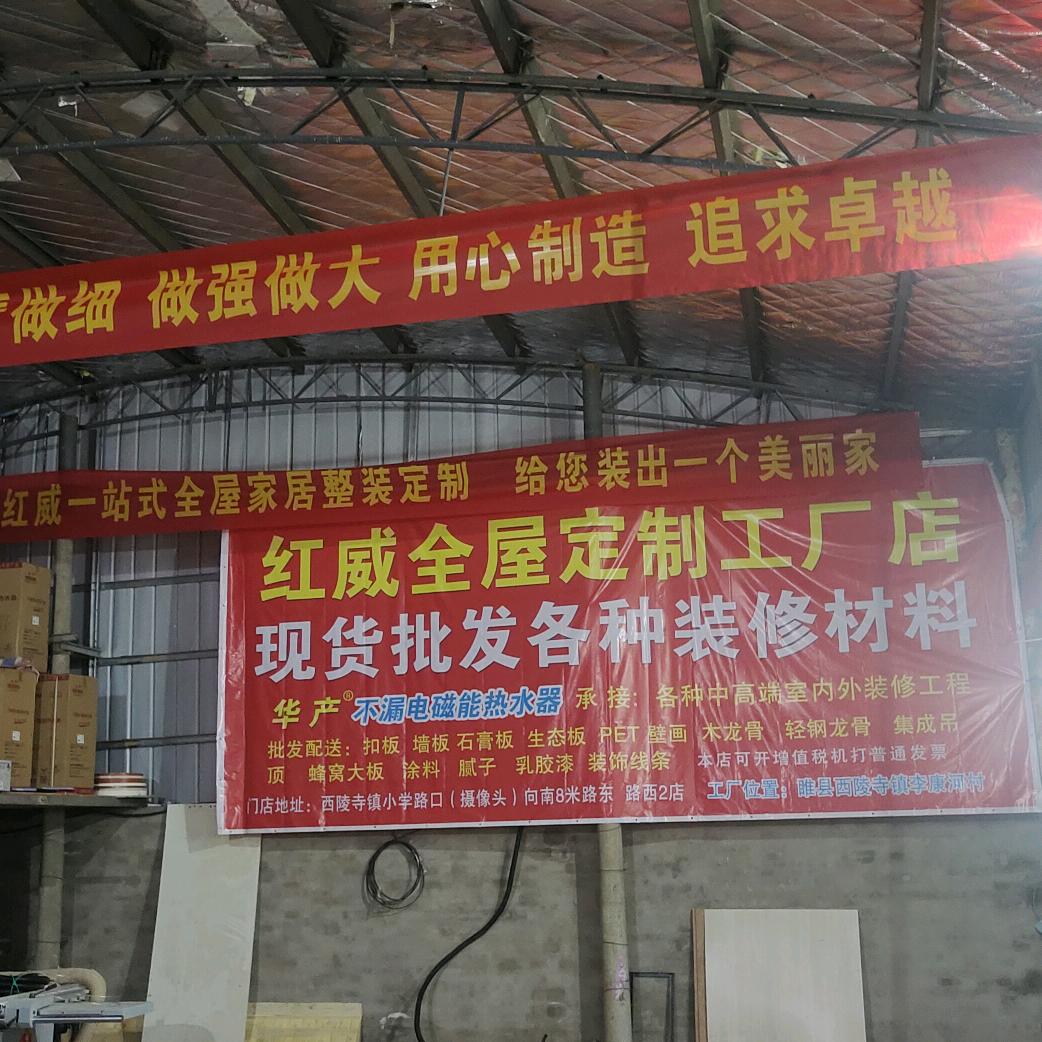 做细 做强做大 用心制造 追求卓越
红威一站式全屋家居整装定制 给您装出一个美丽家
红威全屋定制工厂店
现货批发各种装修材料
华产® 不漏电磁能热水器 承接：各种中高端室内外装修工程
批发配送：扣板 墙板 石膏板 生态板 PET 壁画 木龙骨 轻钢龙骨 集成吊
顶 蜂窝大板 涂料 腻子 乳胶漆 装饰线条 本店可开增值税机打普通发票
门店地址：西陵寺镇小学路口（摄像头）向南8米路东 路西2店 工厂位置：睢县西陵寺镇李康河村